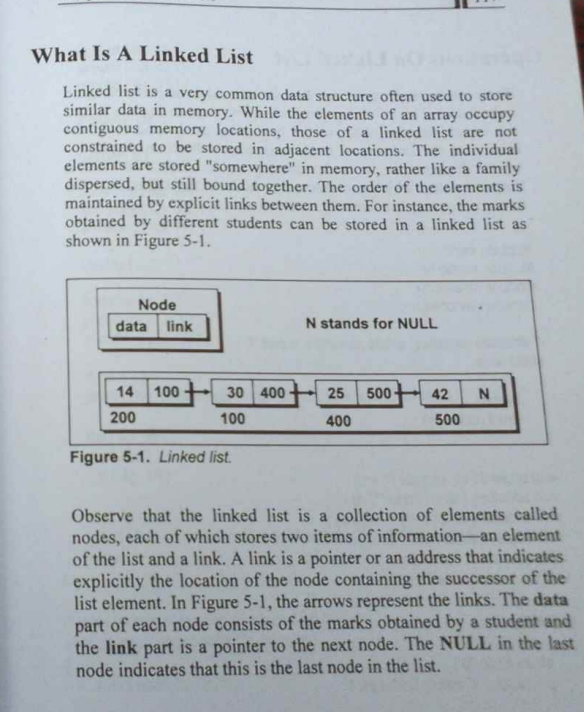 What Is A Linked List
Linked list is a very common data structure often used to store
similar data in memory. While the elements of an array occupy
contiguous memory locations, those of a linked list are not
constrained to be stored in adjacent locations. The individual
elements are stored "somewhere" in memory, rather like a family
dispersed, but still bound together. The order of the elements is
maintained by explicit links between them. For instance, the marks
obtained by different students can be stored in a linked list as
shown in Figure 5-1.
Node
data link
N stands for NULL
14 100 30 400 25 500 42 N
200 100 400 500
Figure 5-1. Linked list.
Observe that the linked list is a collection of elements called
nodes, each of which stores two items of information—an element
of the list and a link. A link is a pointer or an address that indicates
explicitly the location of the node containing the successor of the
list element. In Figure 5-1, the arrows represent the links. The data
part of each node consists of the marks obtained by a student and
the link part is a pointer to the next node. The NULL in the last
node indicates that this is the last node in the list.